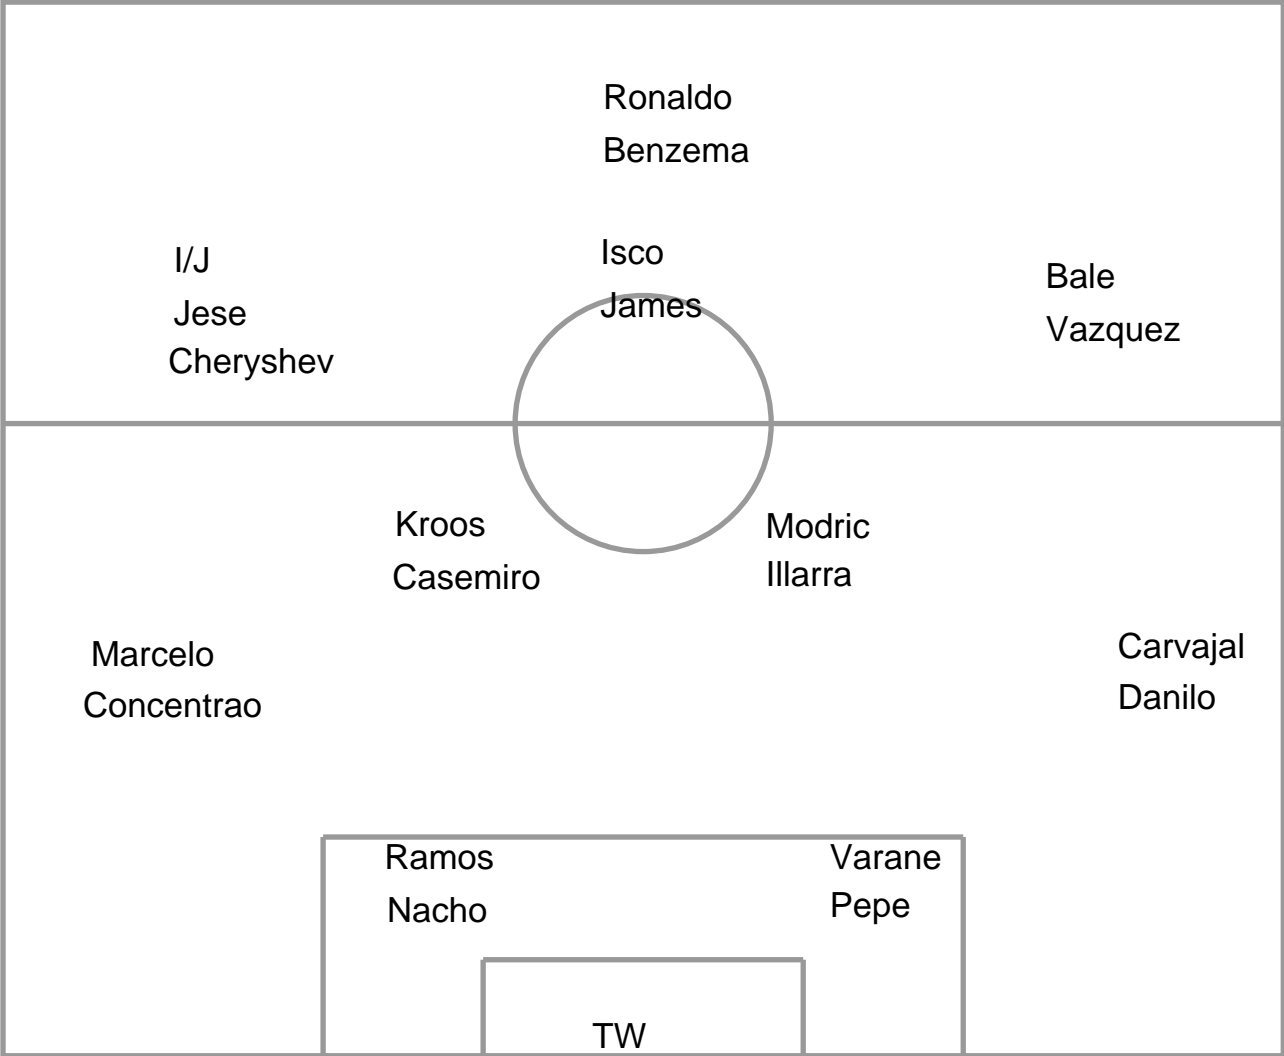 Ronaldo
Benzema
I/J
Jese
Cheryshev
Isco
James
Bale
Vazquez
Kroos
Casemiro
Modric
Illarra
Marcelo
Concentrao
Carvajal
Danilo
Ramos
Nacho
Varane
Pepe
TW